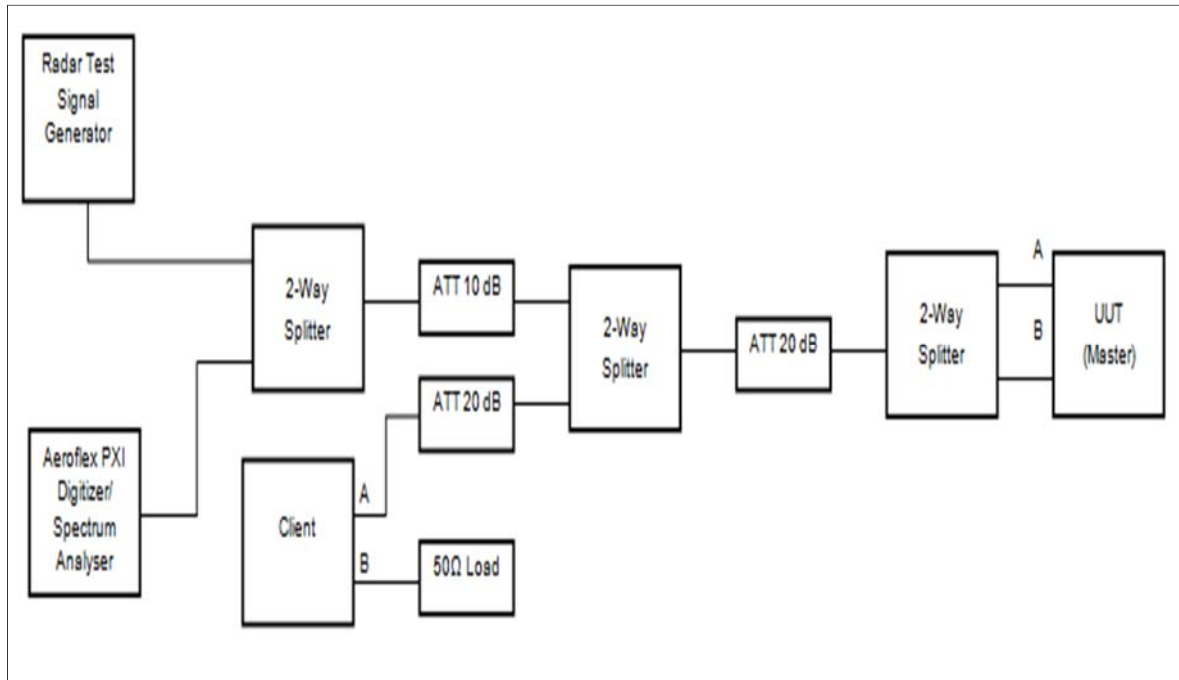 Radar Test
Signal
Generator
2-Way
Splitter
ATT 10 dB
ATT 20 dB
2-Way
Splitter
ATT 20 dB
2-Way
Splitter
A
B
UUT
(Master)
Aeroflex PXI
Digitizer/
Spectrum
Analyser
Client
A
B
50Ω Load